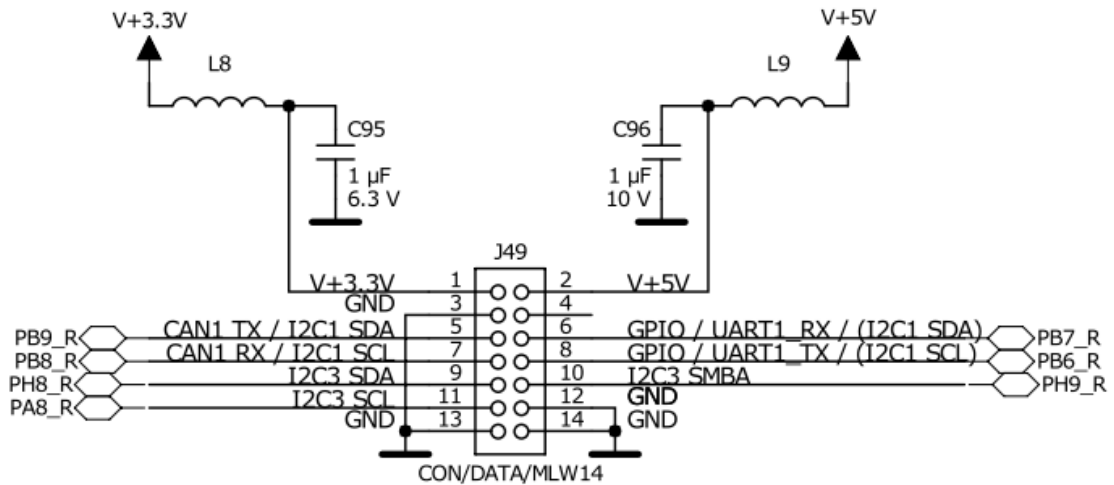 V+3.3V
V+5V
L8
L9
C95
1 µF
6.3 V
C96
1 µF
10 V
J49
V+3.3V 1 2 V+5V
GND 3 4
PB9_R CAN1 TX / I2C1 SDA 5 6 GPIO / UART1_RX / (I2C1 SDA) PB7_R
PB8_R CAN1 RX / I2C1 SCL 7 8 GPIO / UART1_TX / (I2C1 SCL) PB6_R
PH8_R I2C3 SDA 9 10 I2C3 SMBA PH9_R
PA8_R I2C3 SCL 11 12 GND
GND 13 14 GND
CON/DATA/MLW14